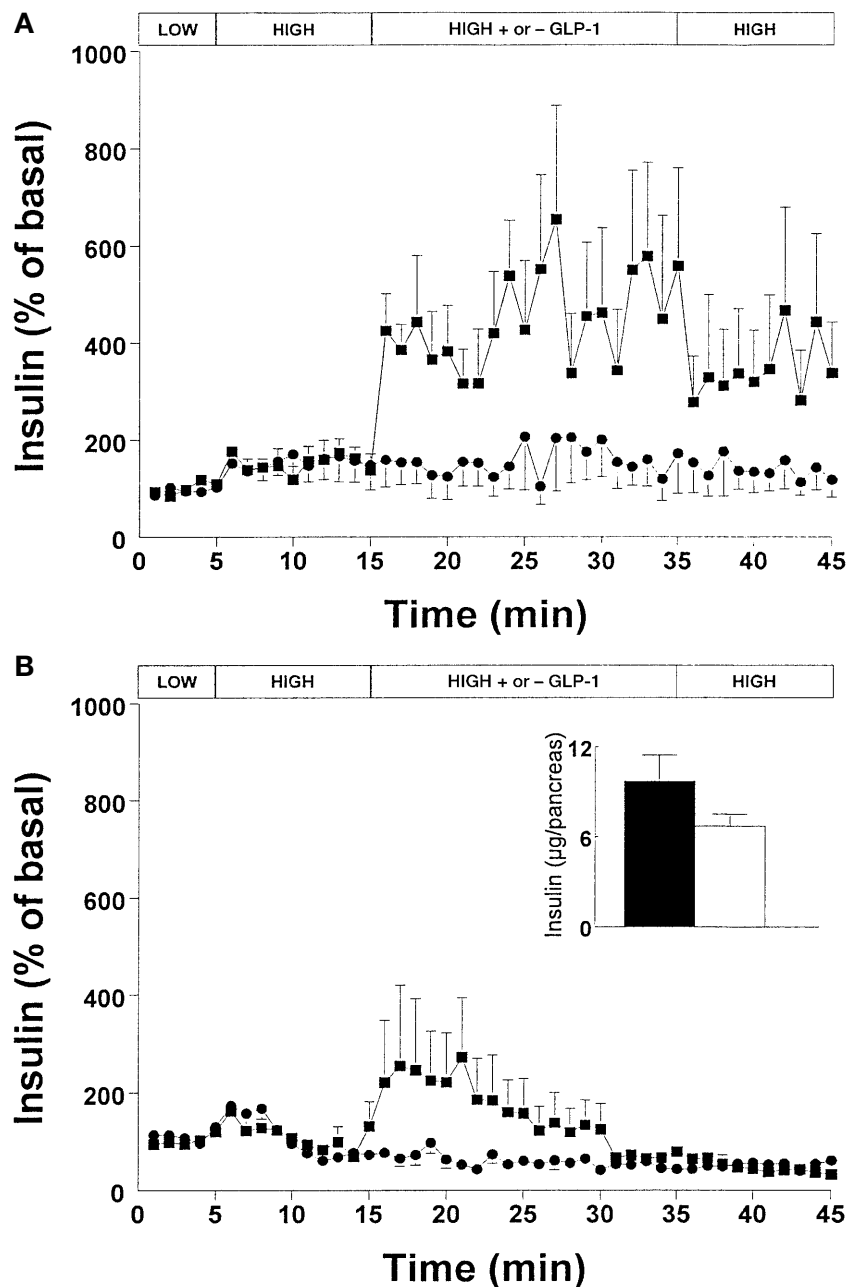 A
LOW HIGH HIGH + or – GLP-1 HIGH
1000
800
600
400
200
0
Insulin (% of basal)
0 5 10 15 20 25 30 35 40 45
Time (min)
B
LOW HIGH HIGH + or – GLP-1 HIGH
1000
800
600
400
200
0
Insulin (% of basal)
12
6
0
Insulin (µg/pancreas)
0 5 10 15 20 25 30 35 40 45
Time (min)